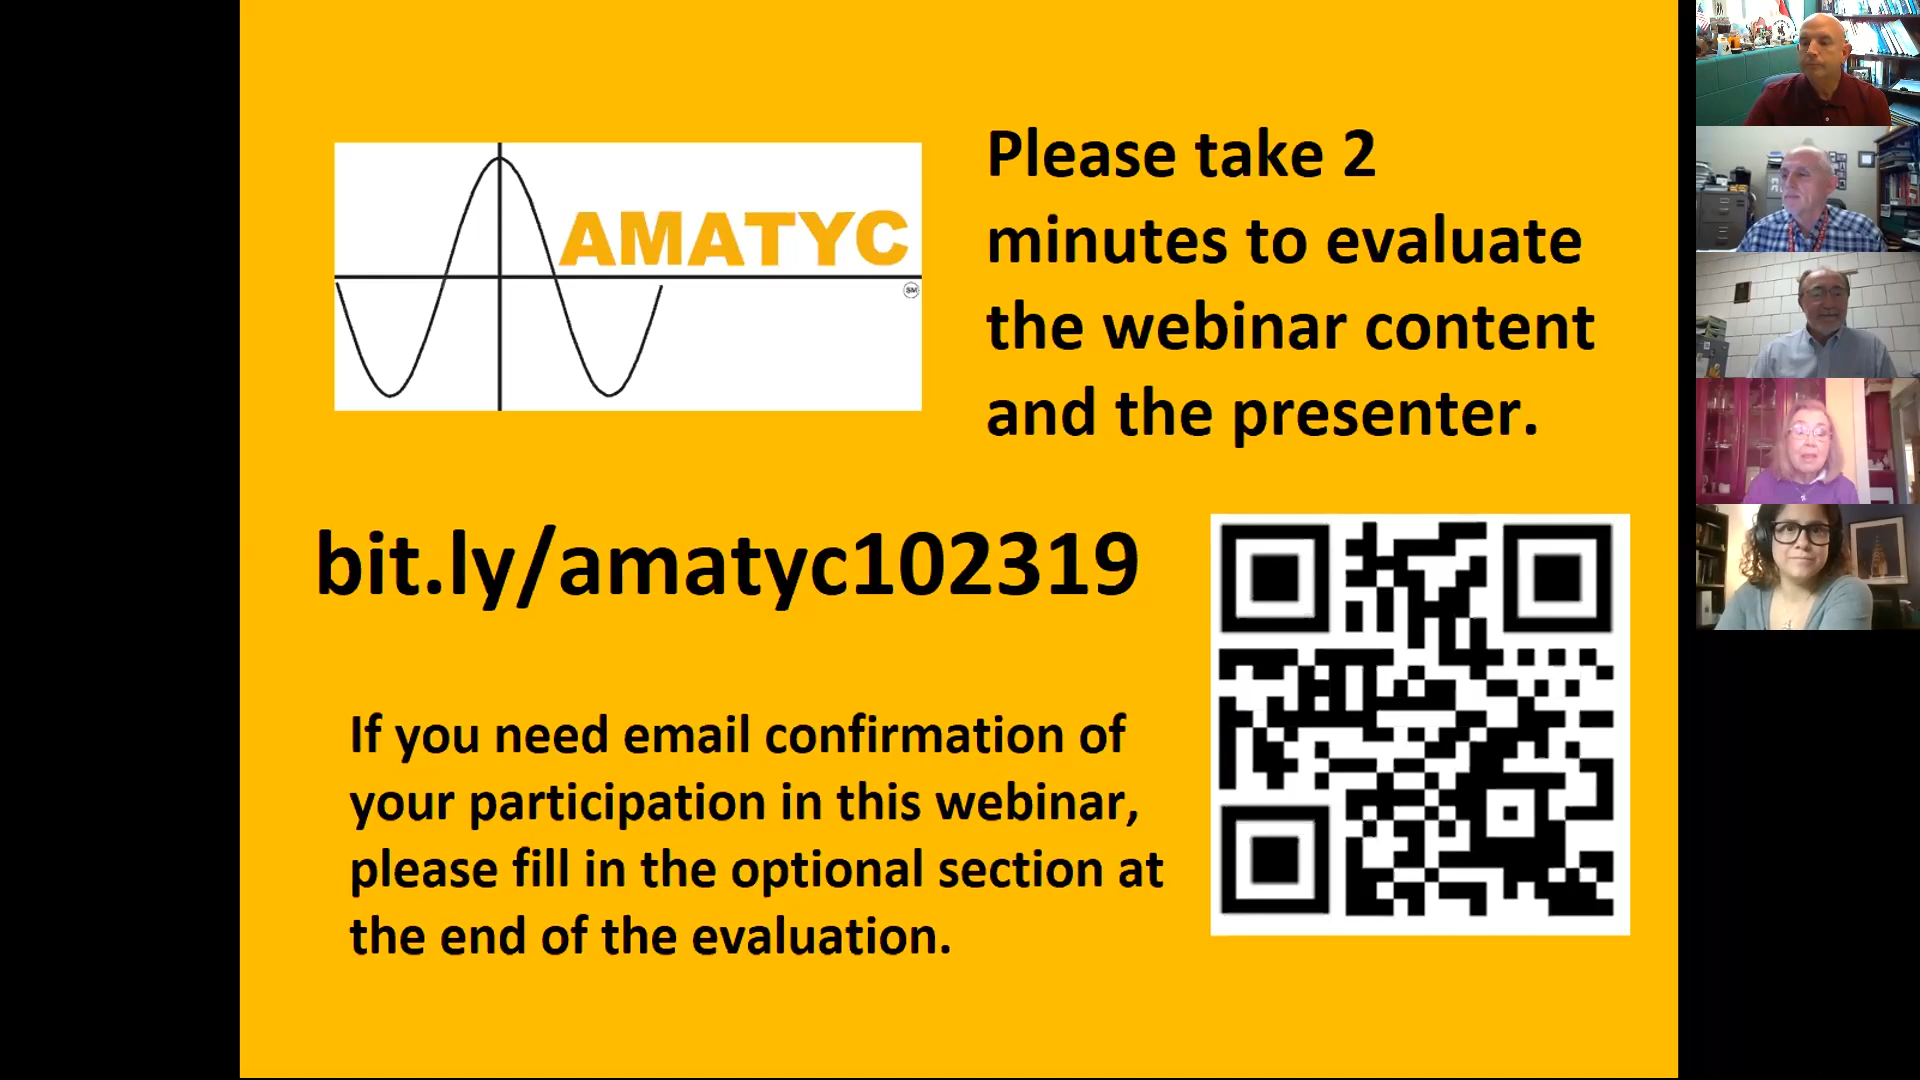 AMATYC
SM
Please take 2
minutes to evaluate
the webinar content
and the presenter.
bit.ly/amatyc102319
If you need email confirmation of
your participation in this webinar,
please fill in the optional section at
the end of the evaluation.